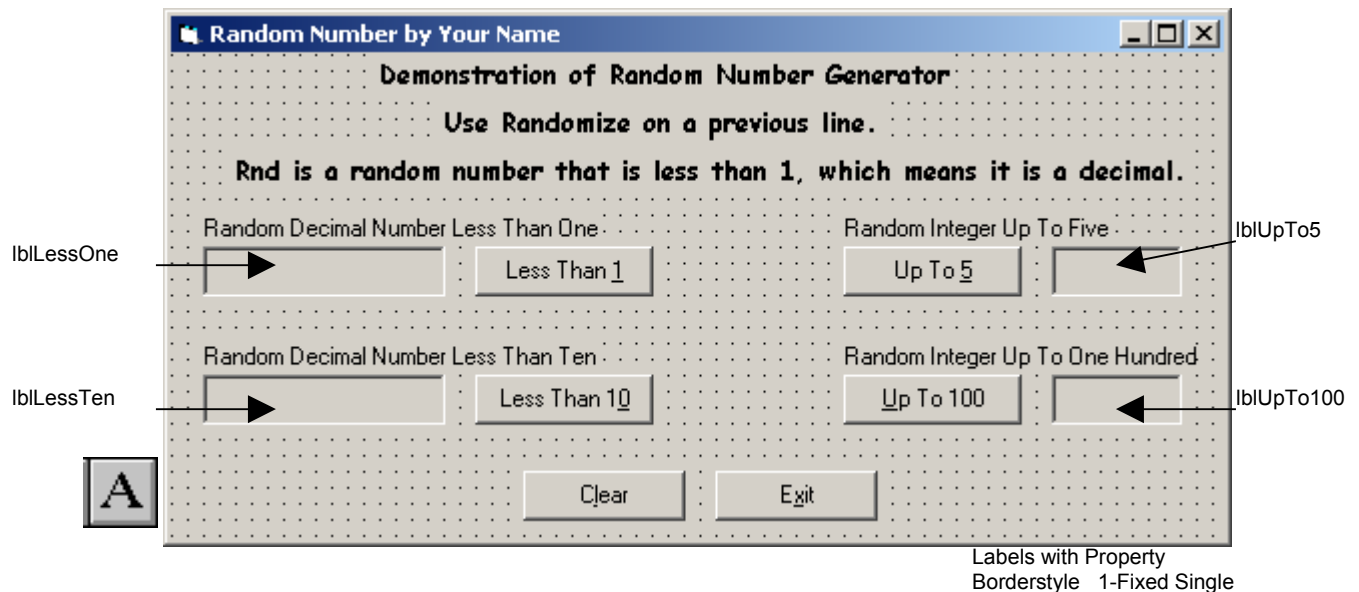 Random Number by Your Name
Demonstration of Random Number Generator
Use Randomize on a previous line.
Rnd is a random number that is less than 1, which means it is a decimal.
Random Decimal Number Less Than One
Random Integer Up To Five
lblLessOne
Less Than 1
Up To 5
lblUpTo5
Random Decimal Number Less Than Ten
Random Integer Up To One Hundred
lblLessTen
Less Than 10
Up To 100
lblUpTo100
A
Clear
Exit
Labels with Property
Borderstyle 1-Fixed Single